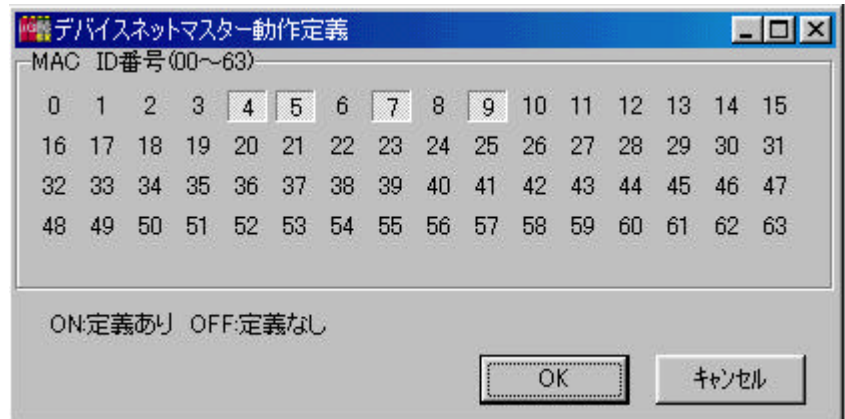 デバイスネットマスター動作定義
MAC ID番号(00～63)
0 1 2 3 4 5 6 7 8 9 10 11 12 13 14 15
16 17 18 19 20 21 22 23 24 25 26 27 28 29 30 31
32 33 34 35 36 37 38 39 40 41 42 43 44 45 46 47
48 49 50 51 52 53 54 55 56 57 58 59 60 61 62 63
ON:定義あり OFF:定義なし
OK キャンセル